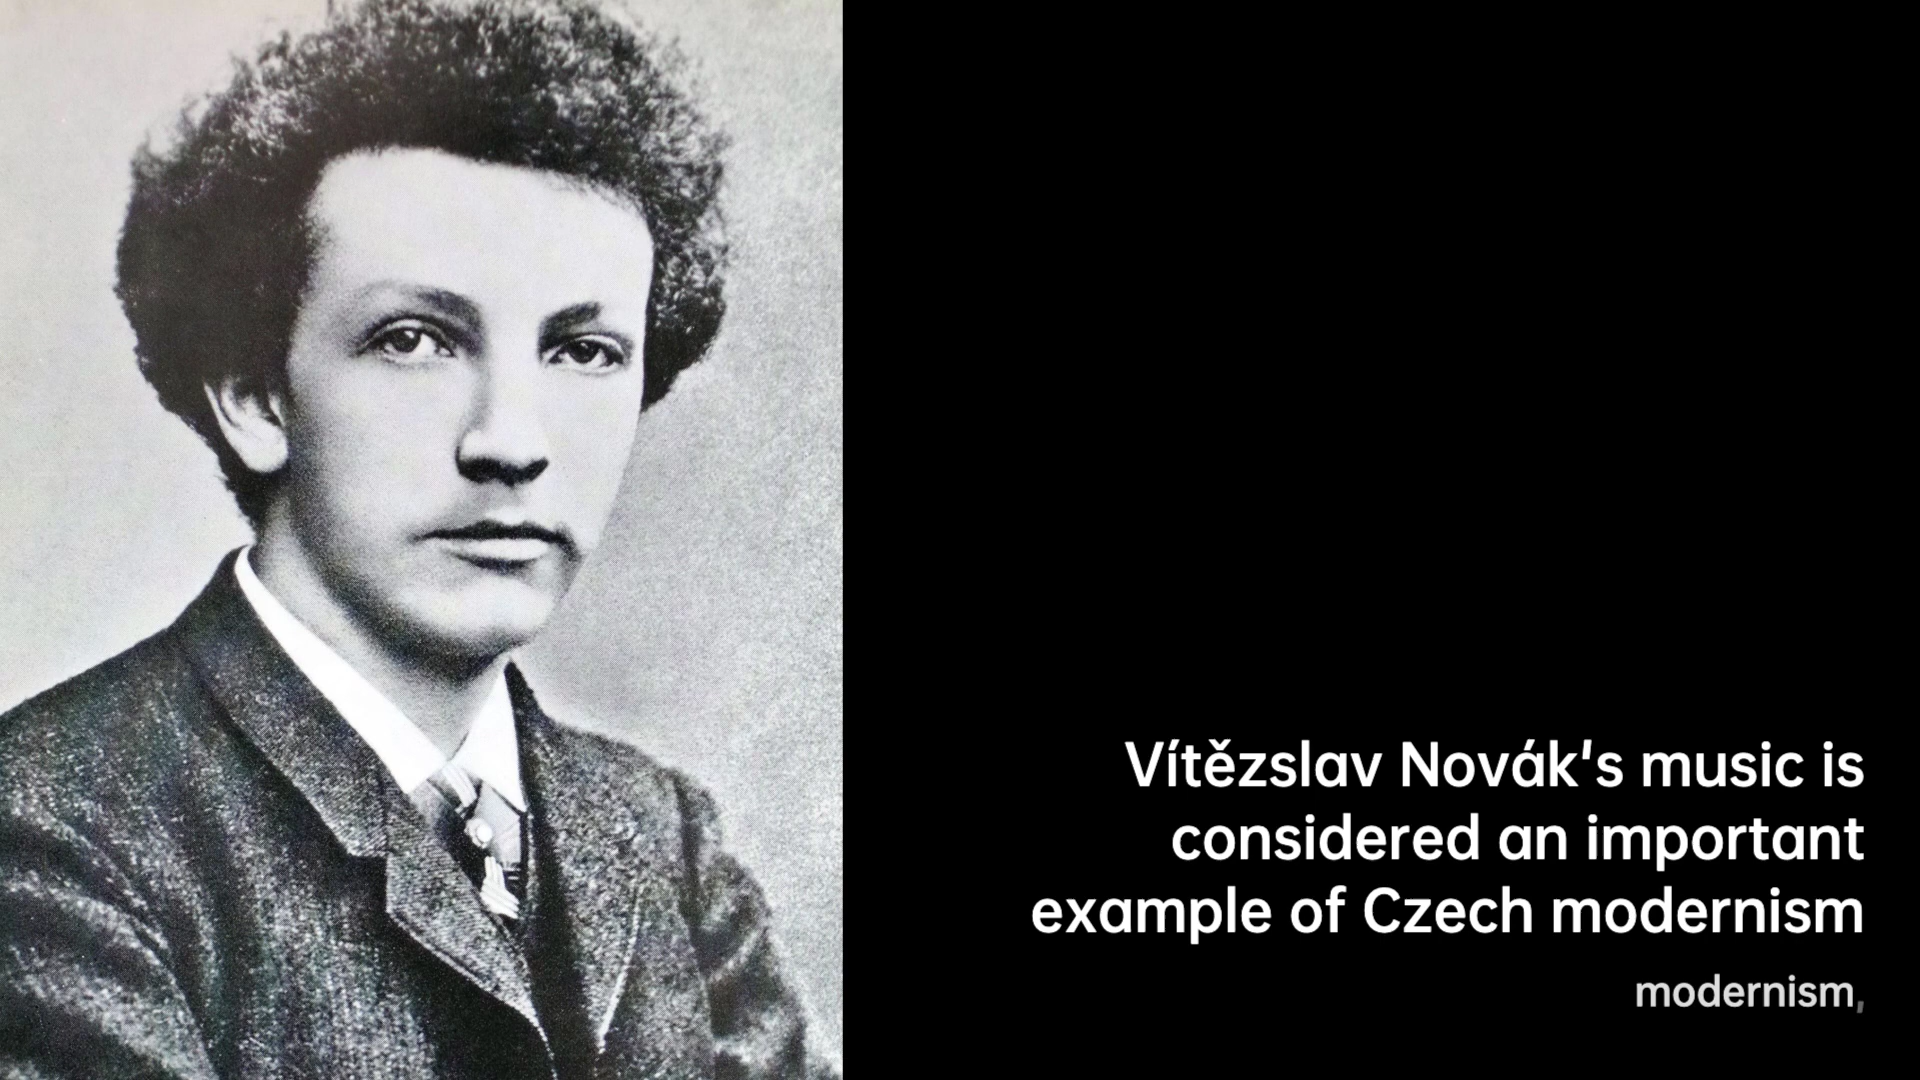 Vítězslav Novák's music is
considered an important
example of Czech modernism
modernism,